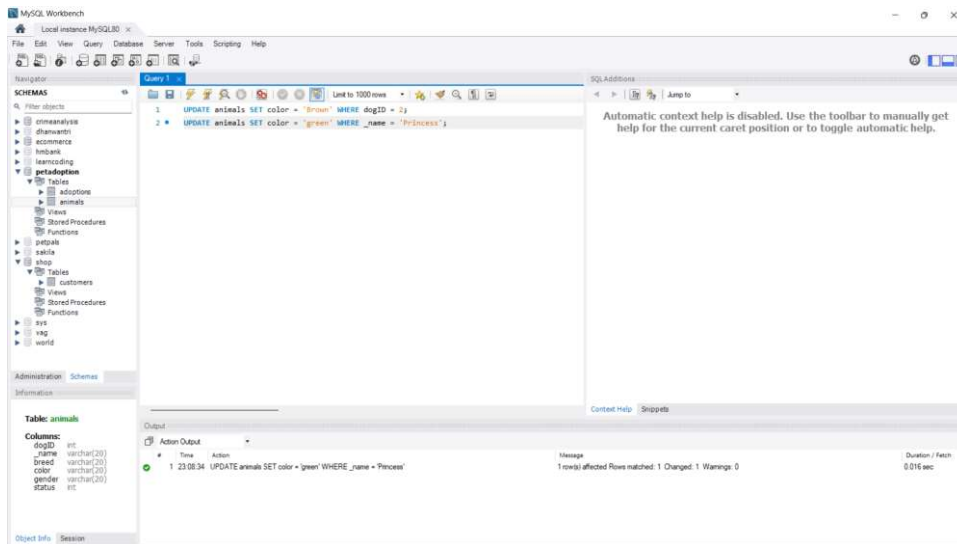 MySQL Workbench
Local instance MySQL80 ×
File Edit View Query Database Server Tools Scripting Help
Navigator
SCHEMAS
Filter objects
crimeanalysis
dhanwantri
ecommerce
hmbank
learncoding
petadoption
Tables
adoptions
animals
Views
Stored Procedures
Functions
petpals
sakila
shop
Tables
customers
Views
Stored Procedures
Functions
sys
vag
world
Administration Schemas
Information
Table: animals
Columns:
dogID int
_name varchar(20)
breed varchar(20)
color varchar(20)
gender varchar(20)
status int
Object Info Session
Query 1 ×
Limit to 1000 rows
1 UPDATE animals SET color = 'Brown' WHERE dogID = 2;
2 UPDATE animals SET color = 'green' WHERE _name = 'Princess';
SQLAdditions
Jump to
Automatic context help is disabled. Use the toolbar to manually get
help for the current caret position or to toggle automatic help.
Context Help Snippets
Output
Action Output
# Time Action Message Duration / Fetch
1 23:08:34 UPDATE animals SET color = 'green' WHERE _name = 'Princess' 1 row(s) affected Rows matched: 1 Changed: 1 Warnings: 0 0.016 sec